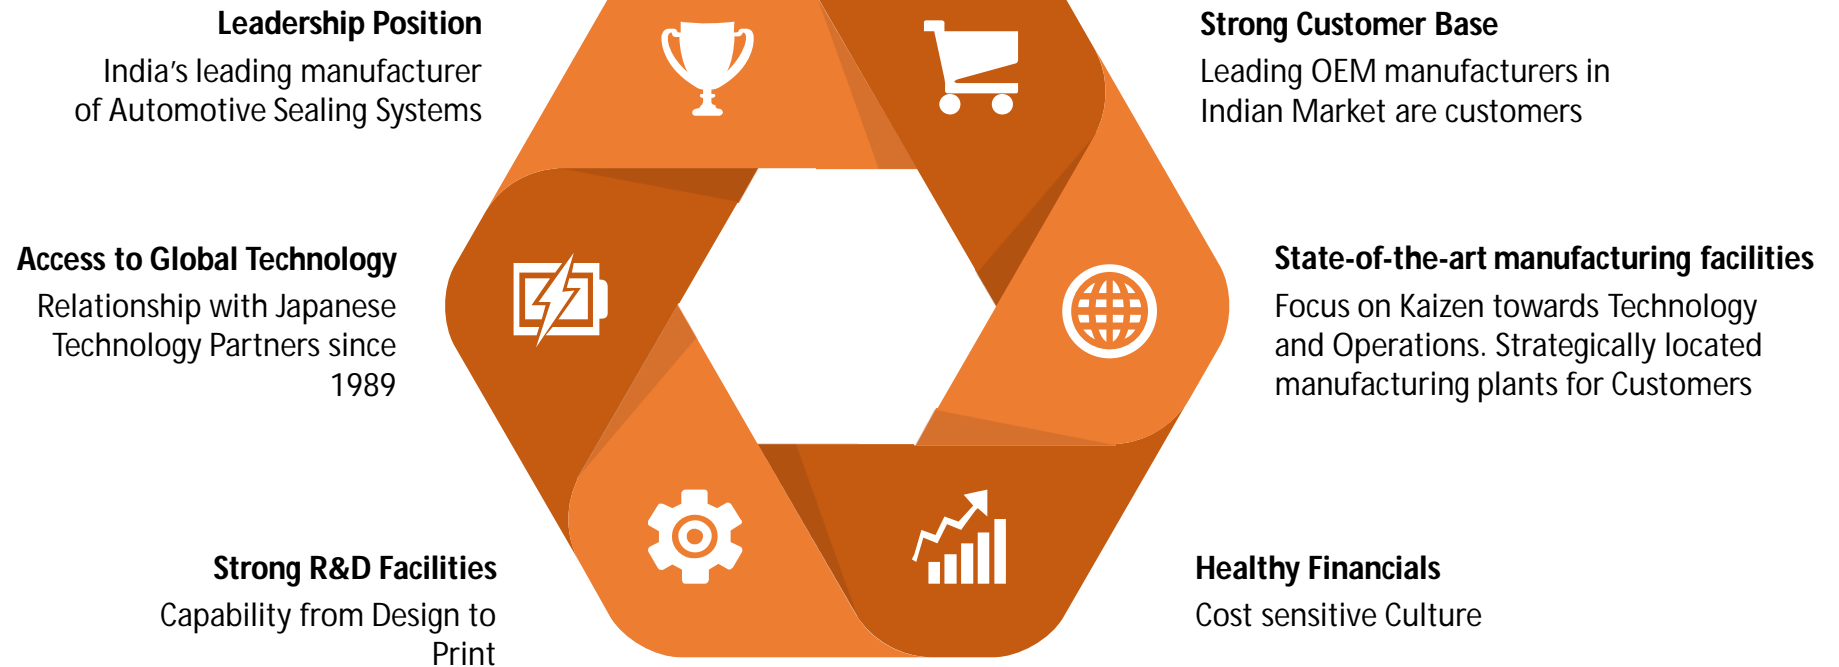 Leadership Position
India's leading manufacturer
of Automotive Sealing Systems
Strong Customer Base
Leading OEM manufacturers in
Indian Market are customers
Access to Global Technology
Relationship with Japanese
Technology Partners since
1989
State-of-the-art manufacturing facilities
Focus on Kaizen towards Technology
and Operations. Strategically located
manufacturing plants for Customers
Strong R&D Facilities
Capability from Design to
Print
Healthy Financials
Cost sensitive Culture